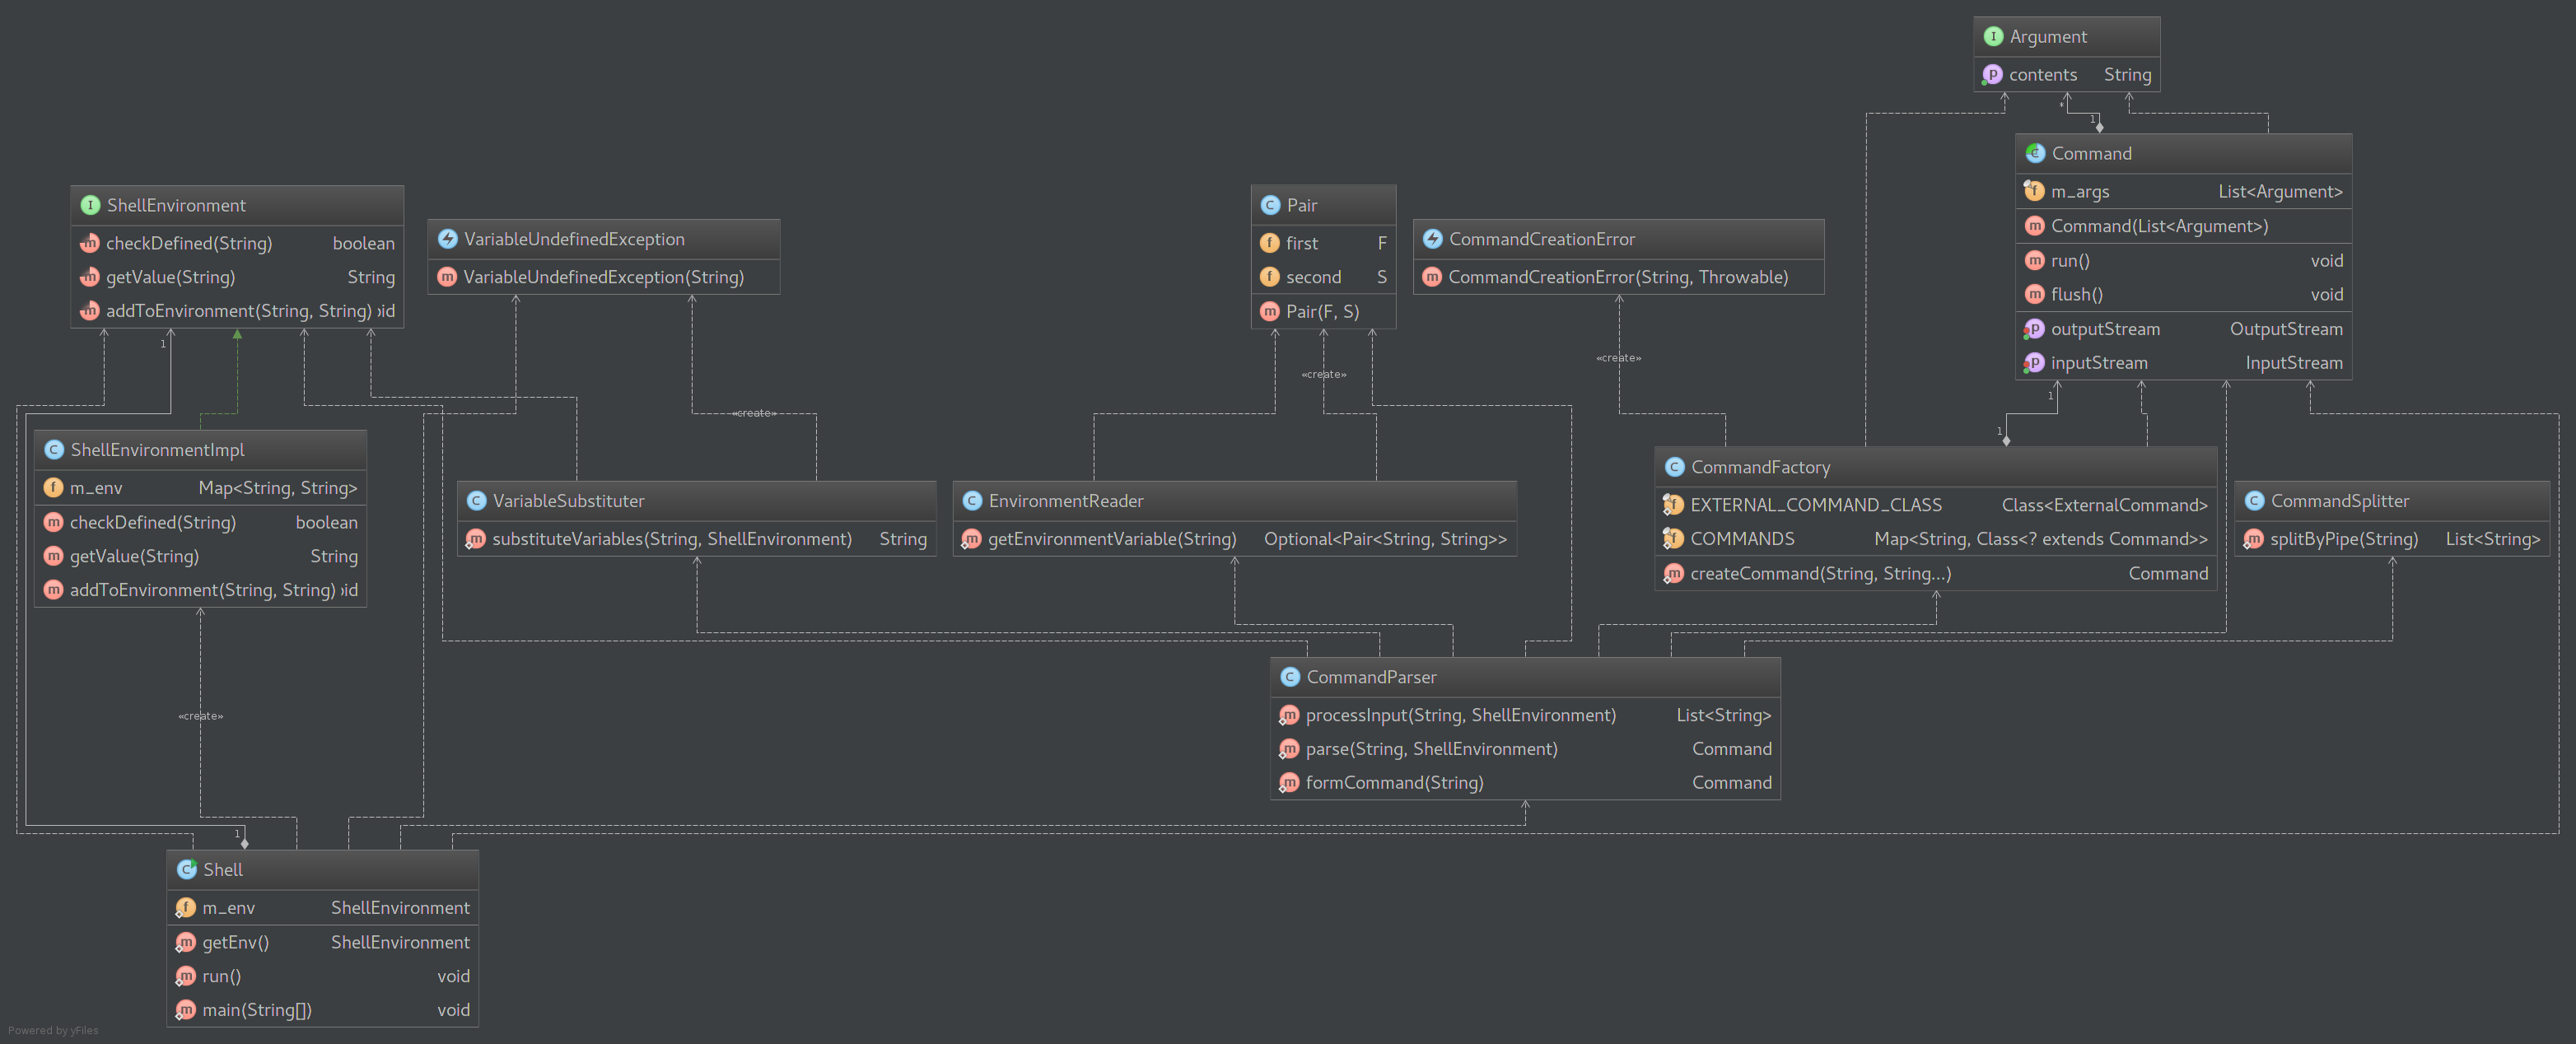 Argument
contents String
*
1
Command
m_args List<Argument>
Command(List<Argument>)
run() void
flush() void
outputStream OutputStream
inputStream InputStream
ShellEnvironment
checkDefined(String) boolean
getValue(String) String
addToEnvironment(String, String)
VariableUndefinedException
VariableUndefinedException(String)
Pair
first F
second S
Pair(F, S)
CommandCreationError
CommandCreationError(String, Throwable)
1
«create»
«create»
«create»
1
1
ShellEnvironmentImpl
m_env Map<String, String>
checkDefined(String) boolean
getValue(String) String
addToEnvironment(String, String)
VariableSubstituter
substituteVariables(String, ShellEnvironment) String
EnvironmentReader
getEnvironmentVariable(String) Optional<Pair<String, String>>
CommandFactory
EXTERNAL_COMMAND_CLASS Class<ExternalCommand>
COMMANDS Map<String, Class<? extends Command>>
createCommand(String, String...) Command
CommandSplitter
splitByPipe(String) List<String>
«create»
CommandParser
processInput(String, ShellEnvironment) List<String>
parse(String, ShellEnvironment) Command
formCommand(String) Command
1
Shell
m_env ShellEnvironment
getEnv() ShellEnvironment
run() void
main(String[]) void
Powered by yFiles